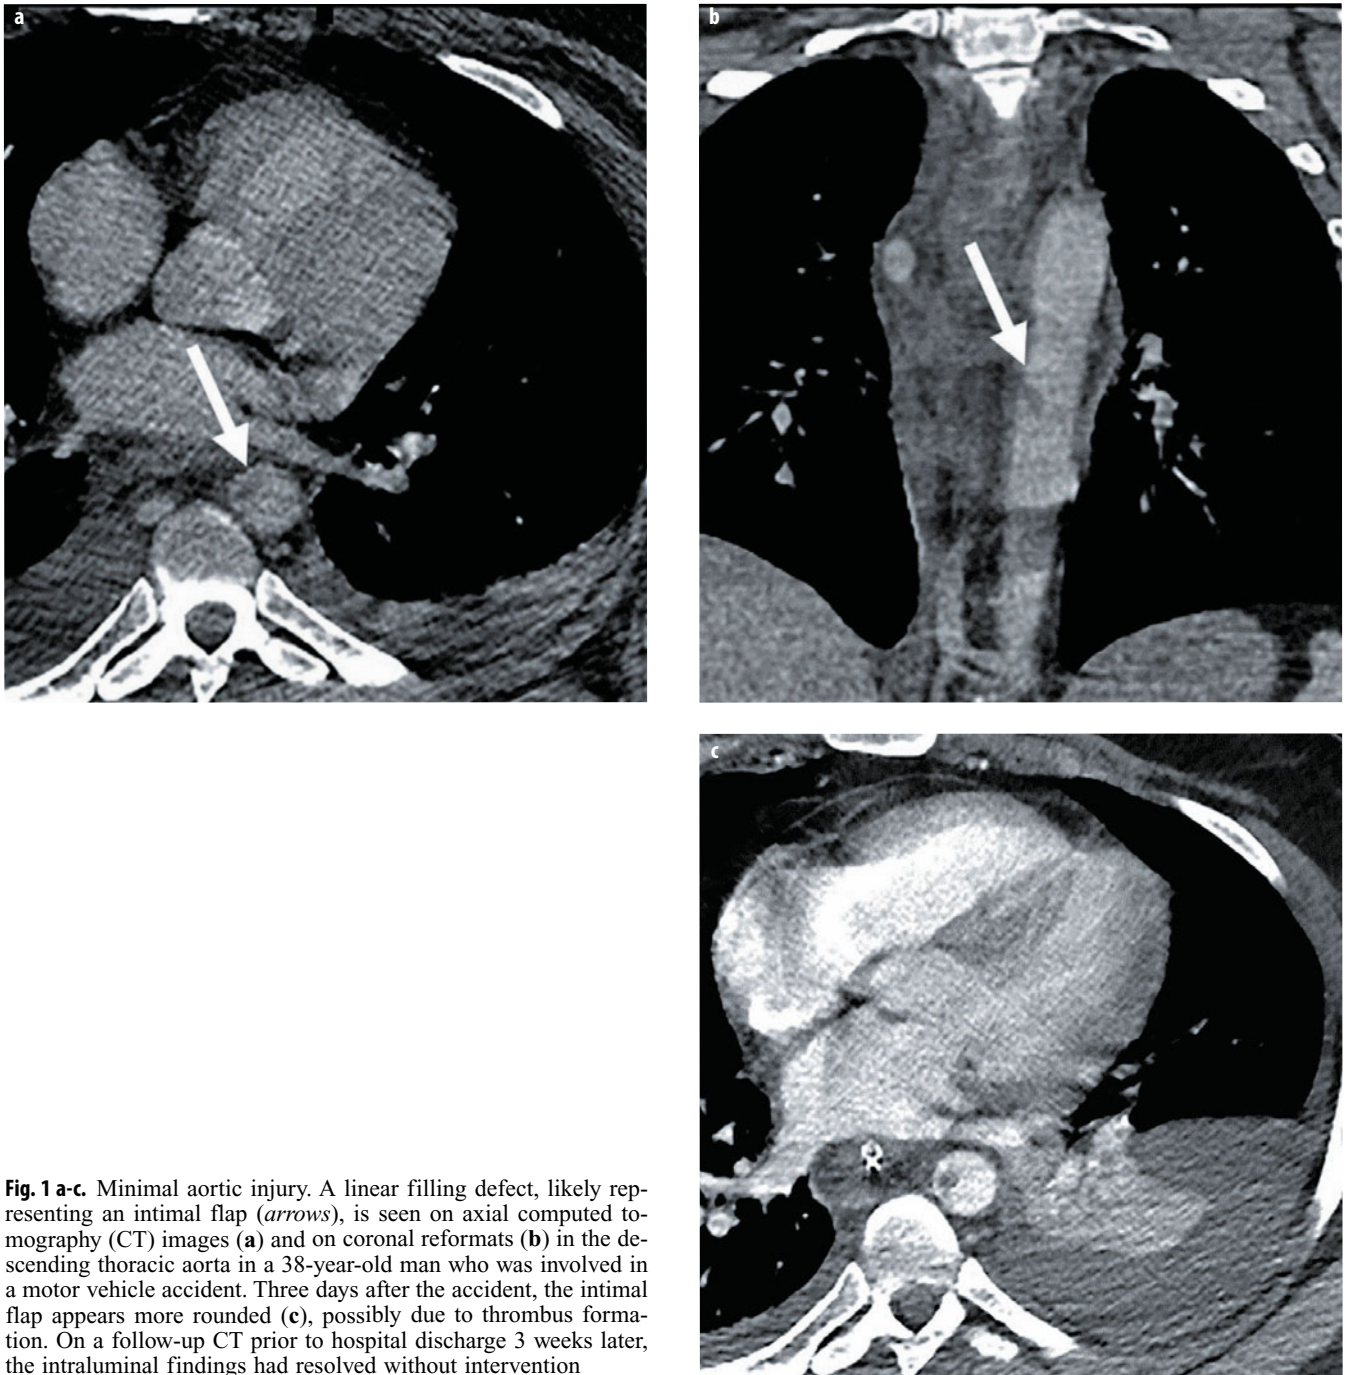 a
b
c
Fig. 1 a-c. Minimal aortic injury. A linear filling defect, likely rep-
resenting an intimal flap (arrows), is seen on axial computed to-
mography (CT) images (a) and on coronal reformats (b) in the de-
scending thoracic aorta in a 38-year-old man who was involved in
a motor vehicle accident. Three days after the accident, the intimal
flap appears more rounded (c), possibly due to thrombus forma-
tion. On a follow-up CT prior to hospital discharge 3 weeks later,
the intraluminal findings had resolved without intervention